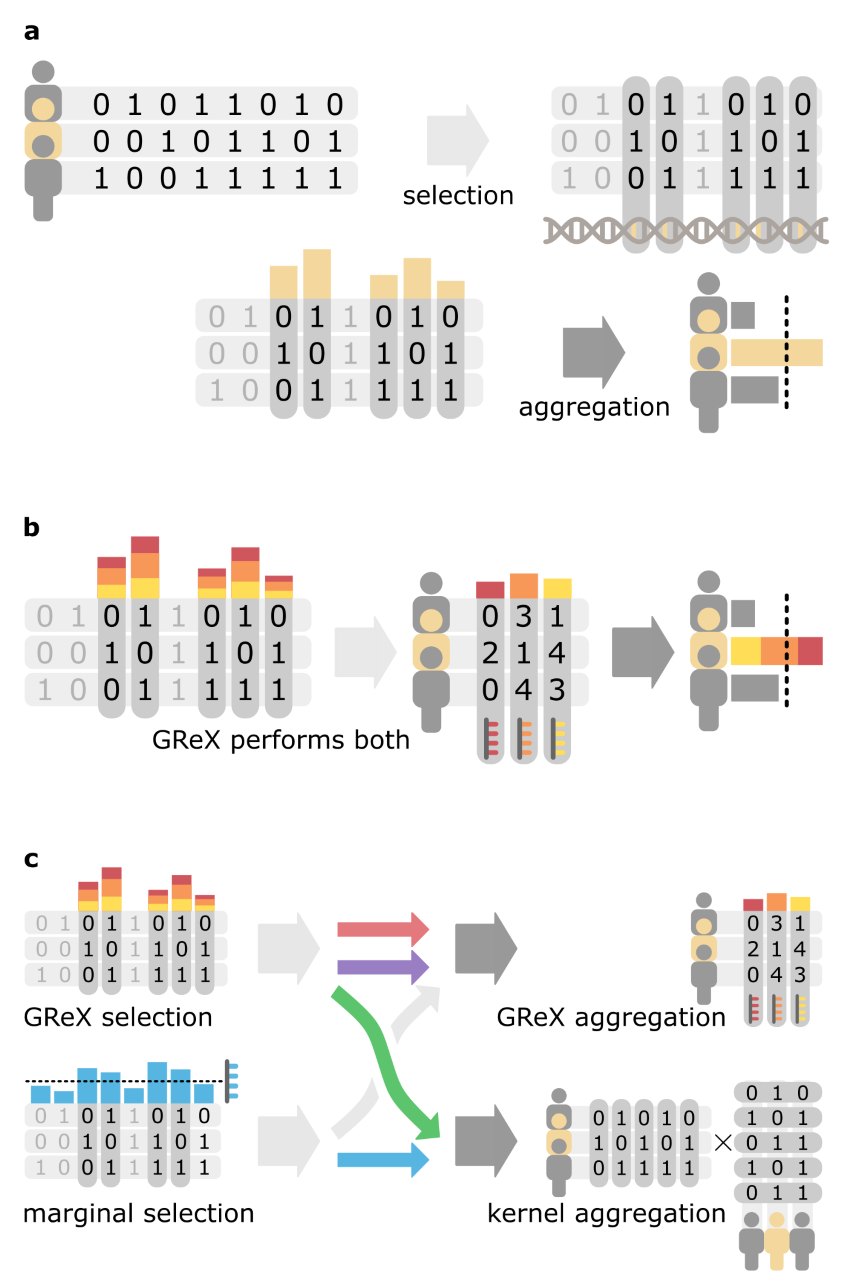 a
0 1 0 1 1 0 1 0
0 0 1 0 1 1 0 1
1 0 0 1 1 1 1 1
selection
0 1 0 1 1 0 1 0
0 0 1 0 1 1 0 1
1 0 0 1 1 1 1 1
0 1 0 1 1 0 1 0
0 0 1 0 1 1 0 1
1 0 0 1 1 1 1 1
aggregation
b
0 1 0 1 1 0 1 0
0 0 1 0 1 1 0 1
1 0 0 1 1 1 1 1
GReX performs both
0 3 1
2 1 4
0 4 3
c
0 1 0 1 1 0 1 0
0 0 1 0 1 1 0 1
1 0 0 1 1 1 1 1
GReX selection
0 3 1
2 1 4
0 4 3
GReX aggregation
0 1 0 1 1 0 1 0
0 0 1 0 1 1 0 1
1 0 0 1 1 1 1 1
marginal selection
0 1 0 1 0
1 0 1 0 1
0 1 1 1 1
×
0 1 0
1 0 1
0 1 1
1 0 1
0 1 1
kernel aggregation